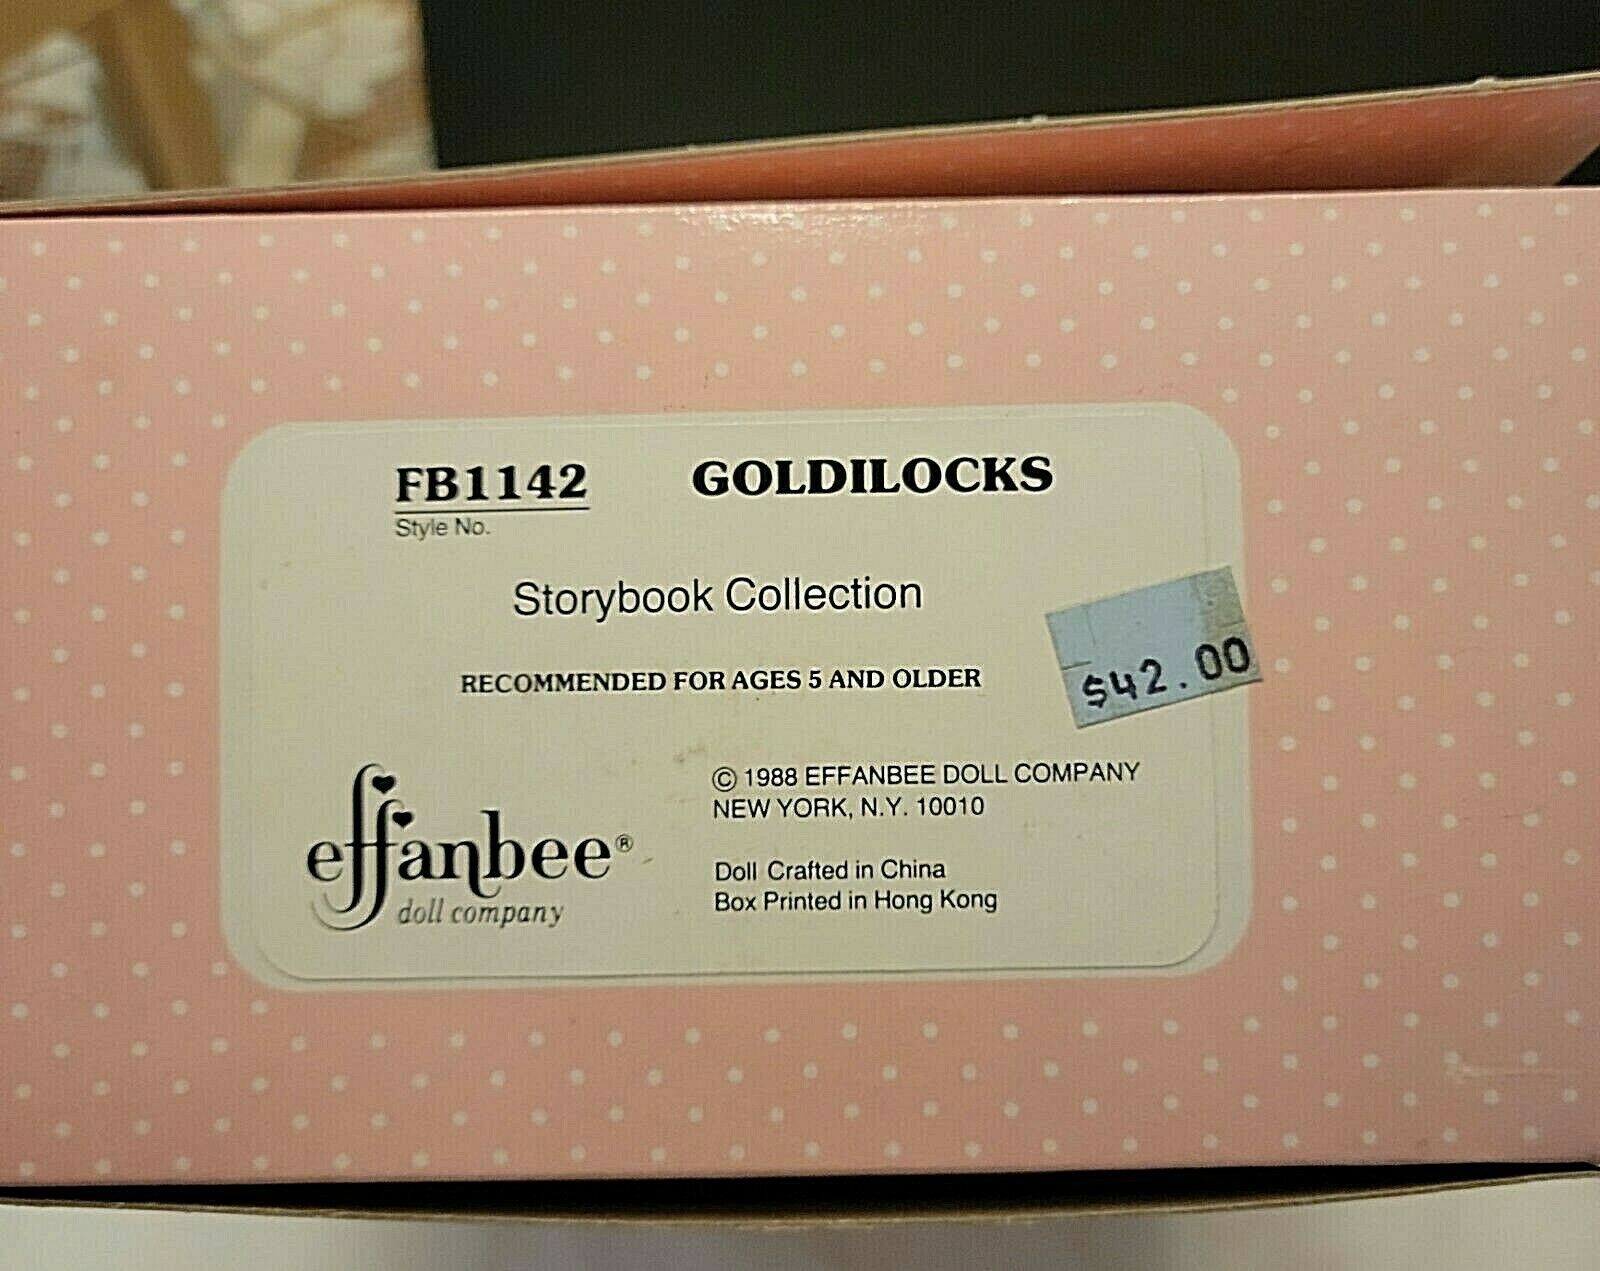 FB1142 GOLDILOCKS
Style No.
Storybook Collection
RECOMMENDED FOR AGES 5 AND OLDER
$42.00
© 1988 EFFANBEE DOLL COMPANY
NEW YORK, N.Y. 10010
effanbee®
doll company
Doll Crafted in China
Box Printed in Hong Kong